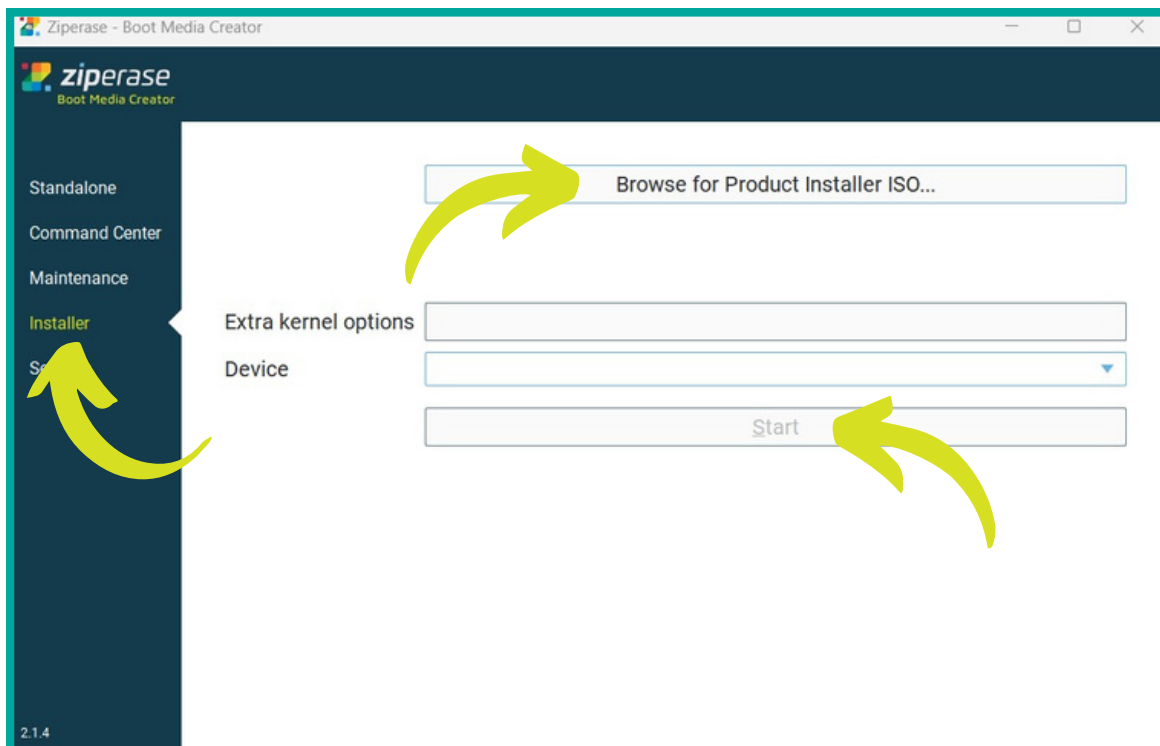 Ziperase - Boot Media Creator
ziperase
Boot Media Creator
Standalone
Browse for Product Installer ISO...
Command Center
Maintenance
Installer
Extra kernel options
Device
Start
2.1.4